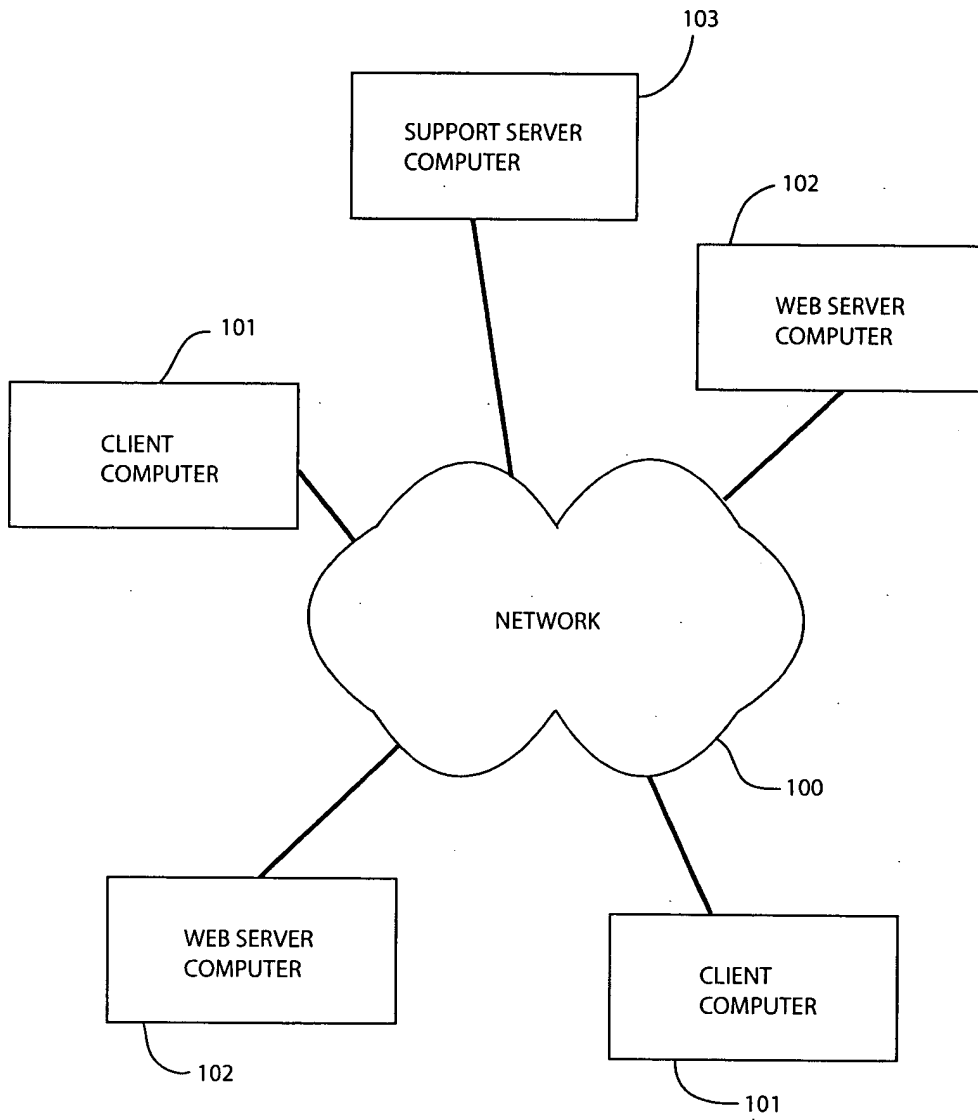 103
SUPPORT SERVER
COMPUTER
102
WEB SERVER
COMPUTER
101
CLIENT
COMPUTER
NETWORK
100
WEB SERVER
COMPUTER
102
CLIENT
COMPUTER
101